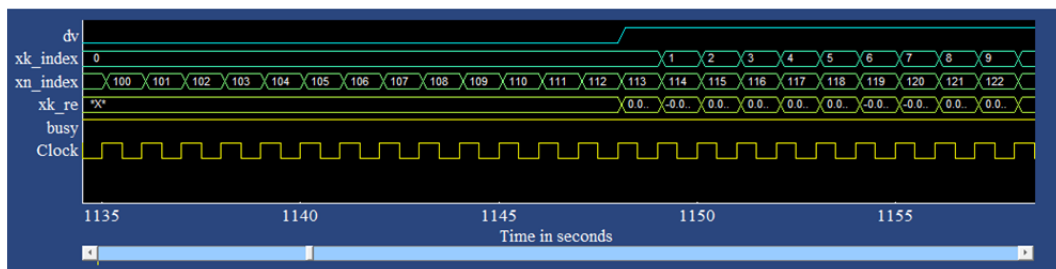 dv
xk_index 0 1 2 3 4 5 6 7 8 9
xn_index 100 101 102 103 104 105 106 107 108 109 110 111 112 113 114 115 116 117 118 119 120 121 122
xk_re *X* 0.0.. -0.0.. 0.0.. 0.0.. 0.0.. 0.0.. -0.0.. -0.0.. 0.0.. 0.0..
busy
Clock
1135 1140 1145 1150 1155
Time in seconds